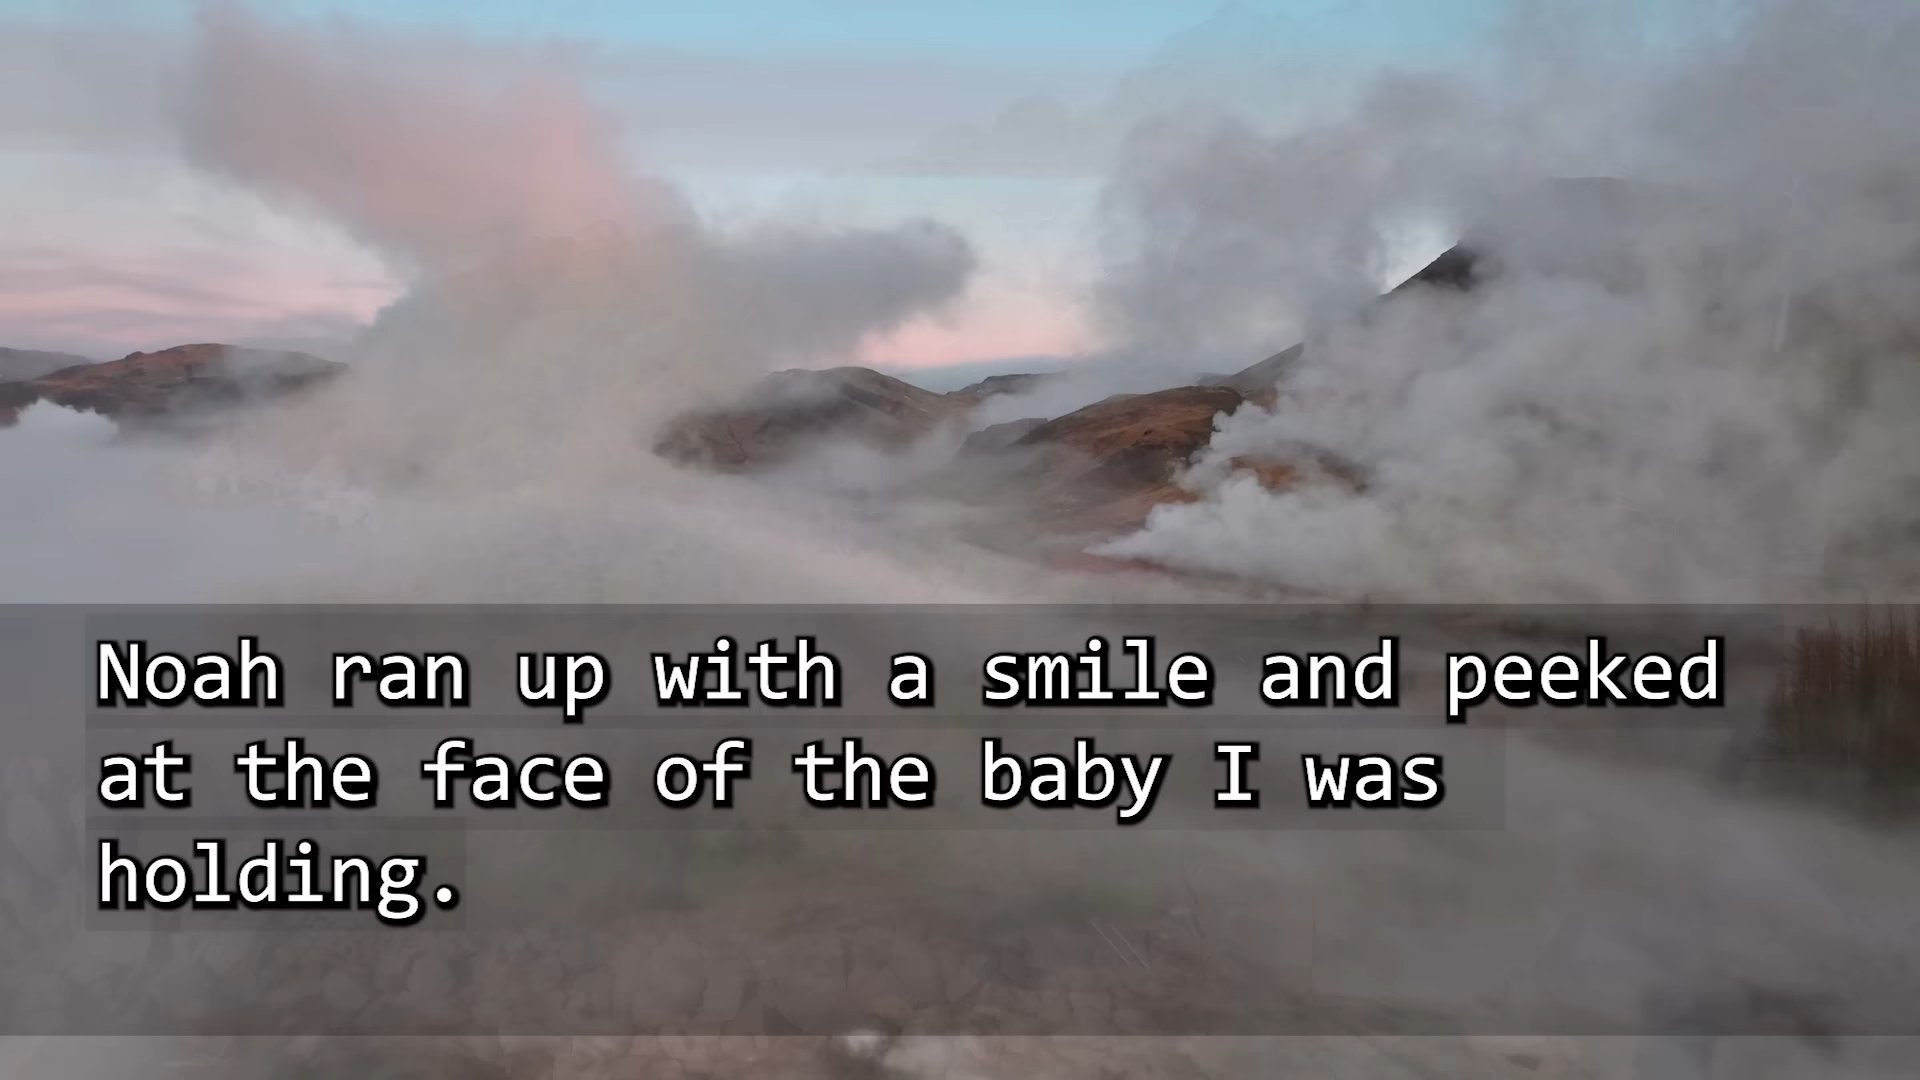 Noah ran up with a smile and peeked
at the face of the baby I was
holding.